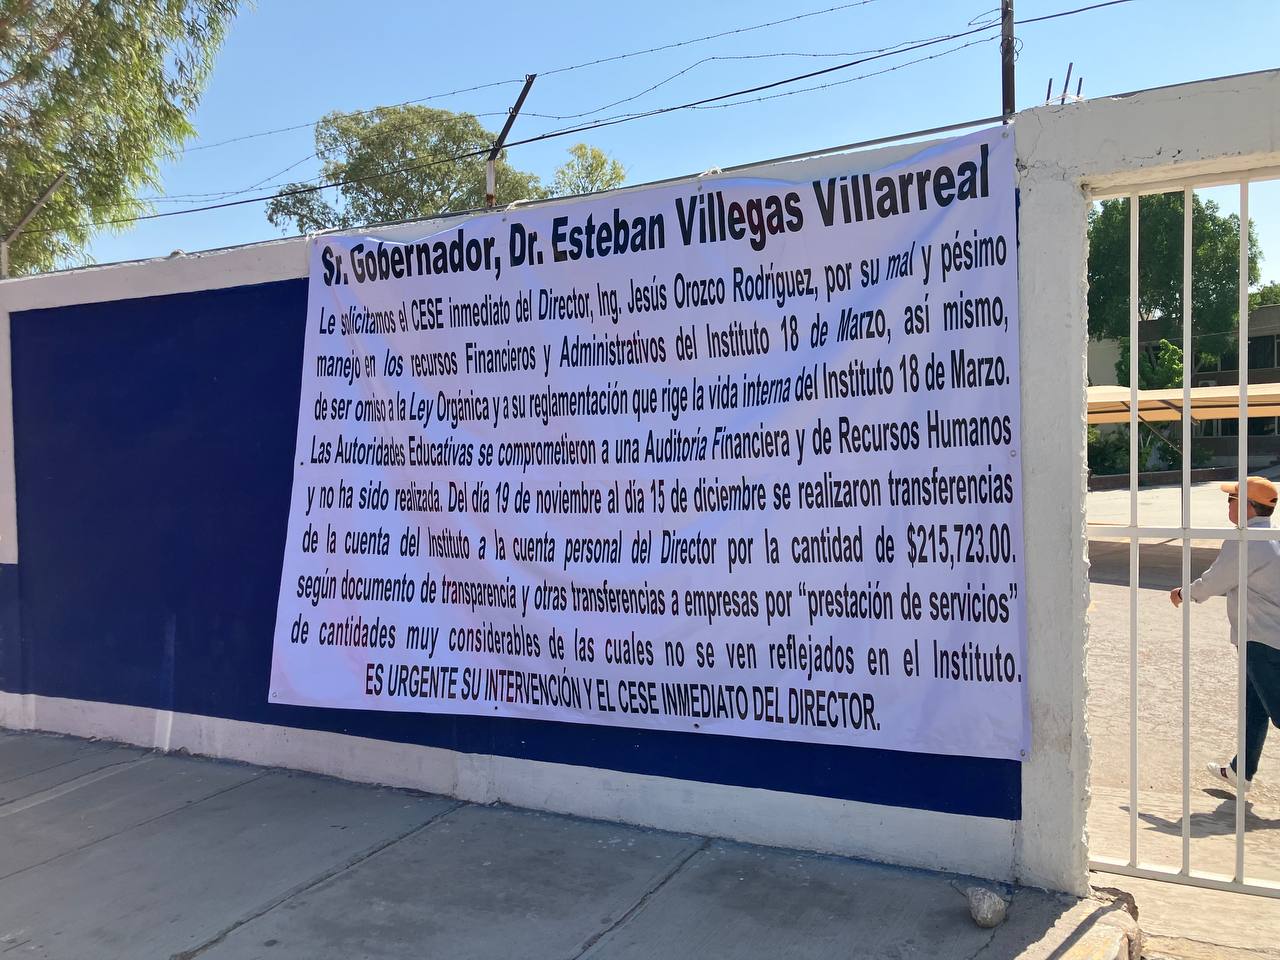 Sr. Gobernador, Dr. Esteban Villegas Villarreal
Le solicitamos el CESE inmediato del Director, Ing. Jesús Orozco Rodríguez, por su mal y pésimo
manejo en los recursos Financieros y Administrativos del Instituto 18 de Marzo, así mismo,
de ser omiso a la Ley Orgánica y a su reglamentación que rige la vida interna del Instituto 18 de Marzo.
. Las Autoridades Educativas se comprometieron a una Auditoría Financiera y de Recursos Humanos
y no ha sido realizada. Del día 19 de noviembre al día 15 de diciembre se realizaron transferencias
de la cuenta del Instituto a la cuenta personal del Director por la cantidad de $215,723.00.
según documento de transparencia y otras transferencias a empresas por “prestación de servicios”
de cantidades muy considerables de las cuales no se ven reflejados en el Instituto.
ES URGENTE SU INTERVENCIÓN Y EL CESE INMEDIATO DEL DIRECTOR.